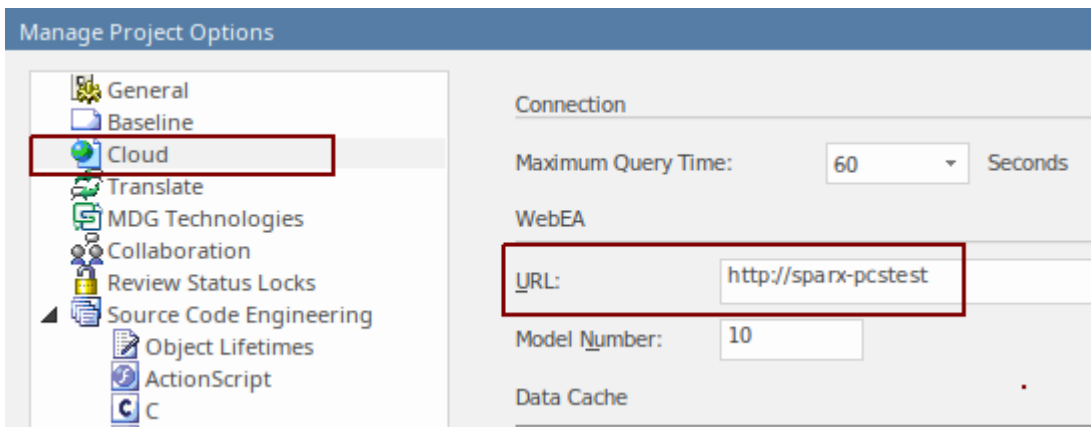 Manage Project Options
General
Baseline
Cloud
Translate
MDG Technologies
Collaboration
Review Status Locks
Source Code Engineering
Object Lifetimes
ActionScript
C
Connection
Maximum Query Time: 60 Seconds
WebEA
URL: http://sparx-pcstest
Model Number: 10
Data Cache